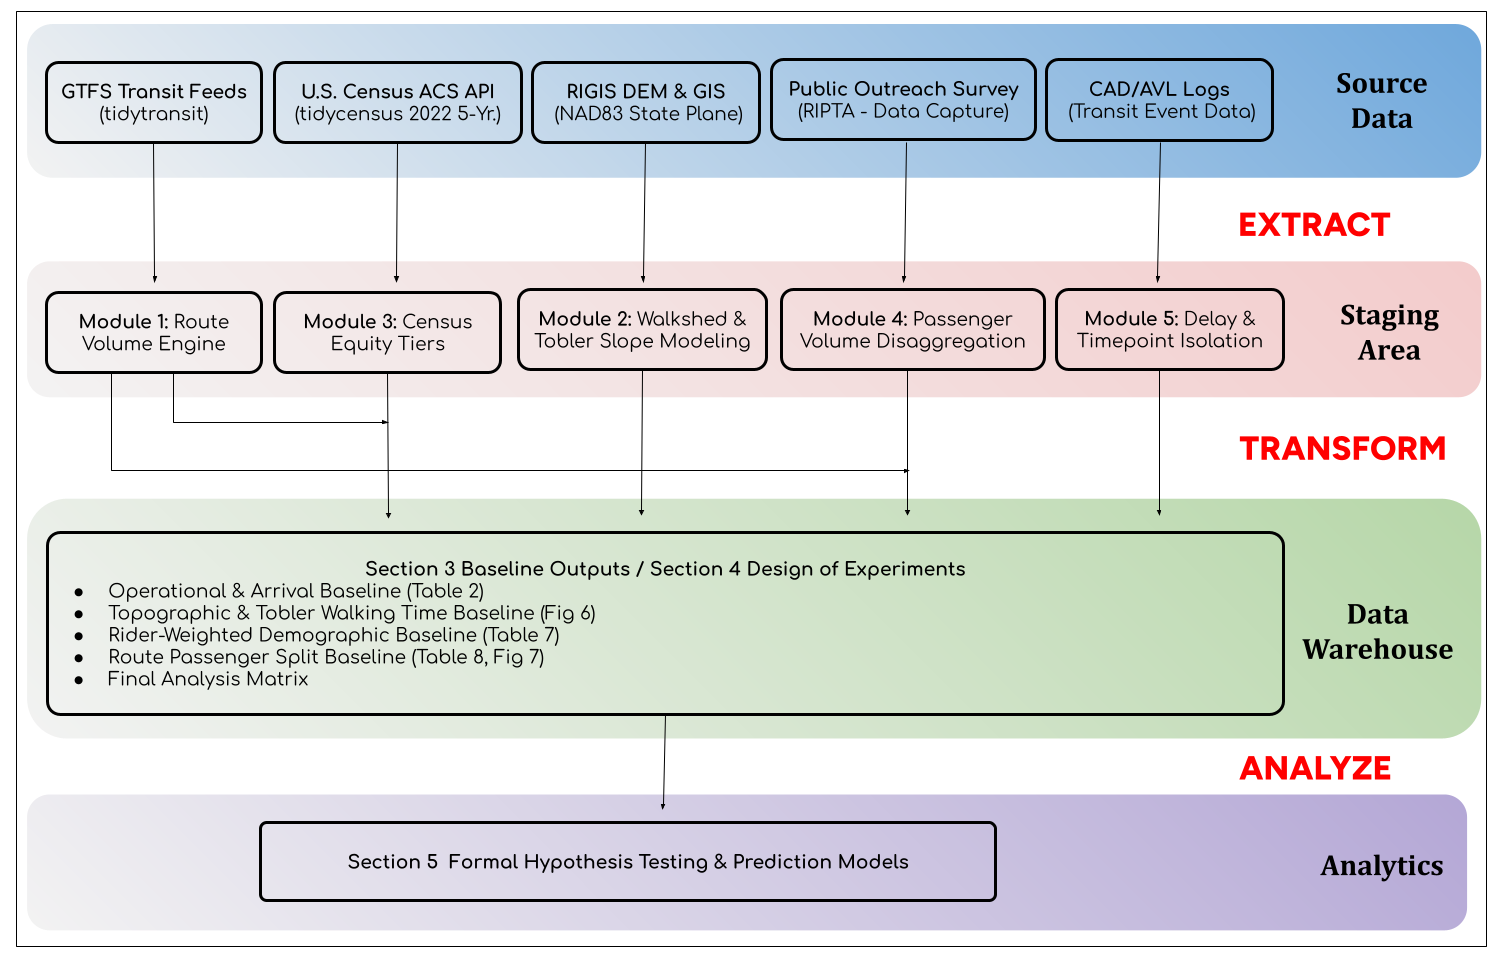 GTFS Transit Feeds
(tidytransit)
U.S. Census ACS API
(tidycensus 2022 5-Yr.)
RIGIS DEM & GIS
(NAD83 State Plane)
Public Outreach Survey
(RIPTA - Data Capture)
CAD/AVL Logs
(Transit Event Data)
Source
Data
EXTRACT
Module 1: Route
Volume Engine
Module 3: Census
Equity Tiers
Module 2: Walkshed &
Tobler Slope Modeling
Module 4: Passenger
Volume Disaggregation
Module 5: Delay &
Timepoint Isolation
Staging
Area
TRANSFORM
Section 3 Baseline Outputs / Section 4 Design of Experiments
● Operational & Arrival Baseline (Table 2)
● Topographic & Tobler Walking Time Baseline (Fig 6)
● Rider-Weighted Demographic Baseline (Table 7)
● Route Passenger Split Baseline (Table 8, Fig 7)
● Final Analysis Matrix
Data
Warehouse
ANALYZE
Section 5  Formal Hypothesis Testing & Prediction Models
Analytics